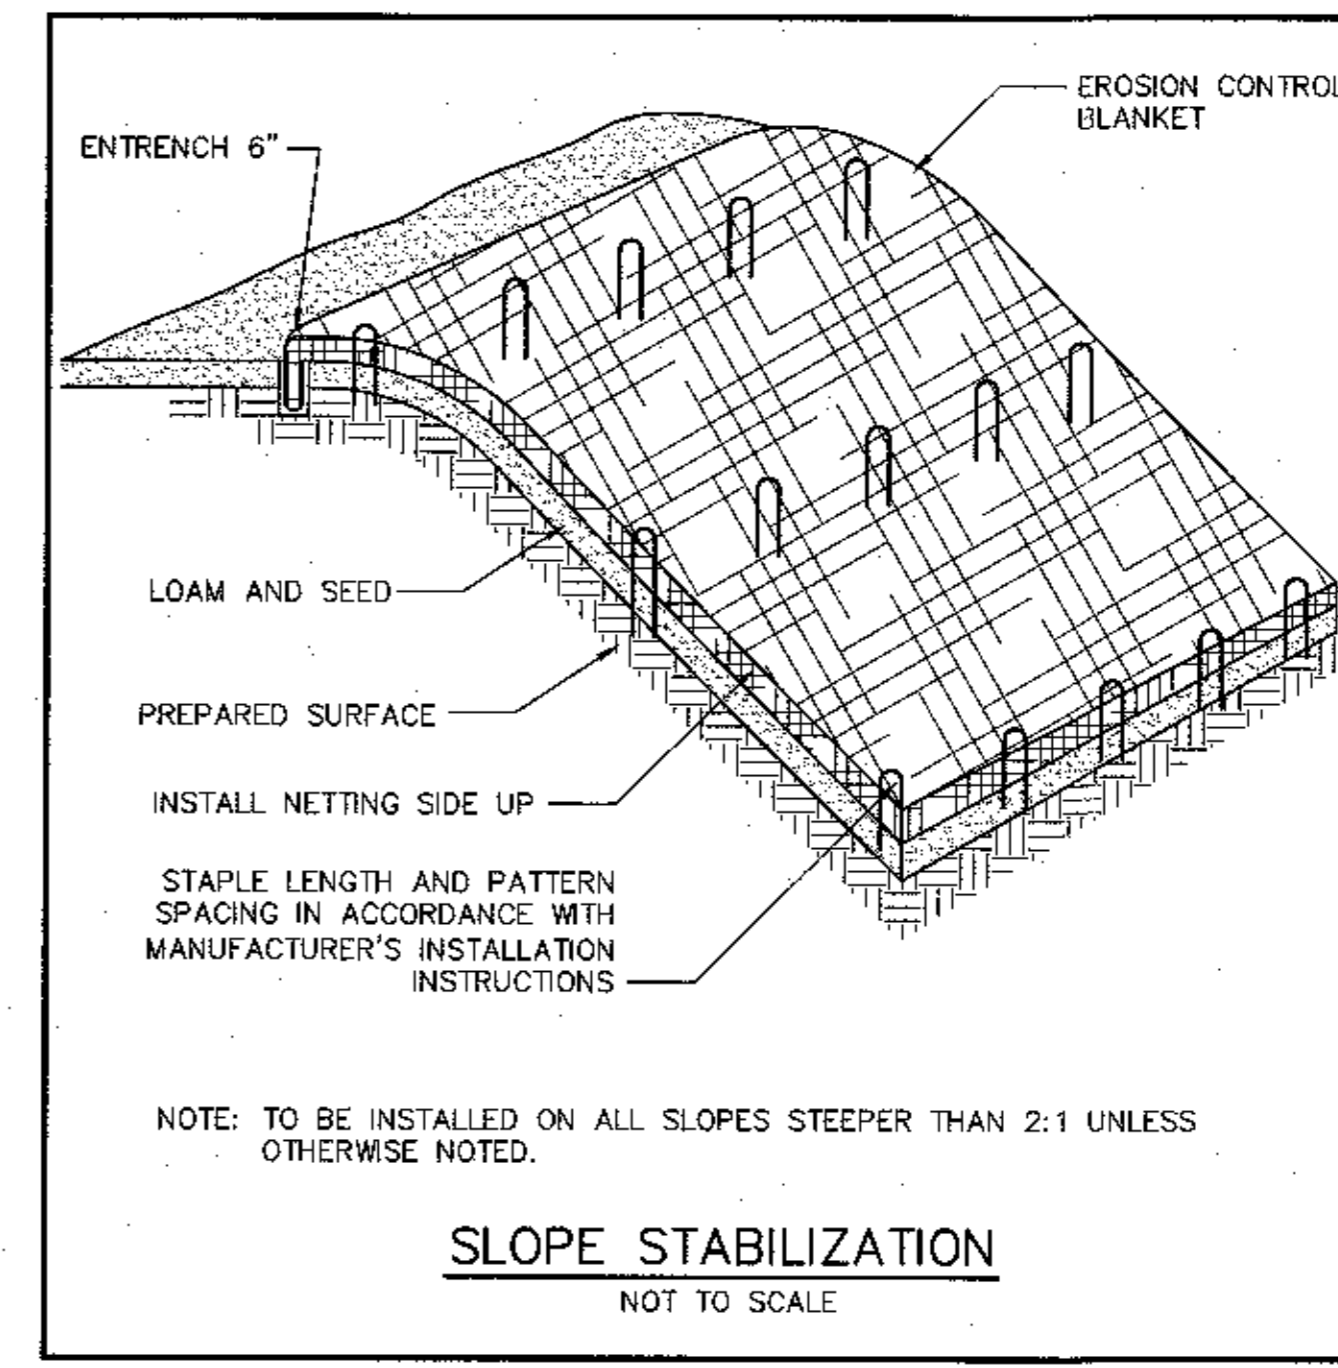 EROSION CONTROL
BLANKET
ENTRENCH 6"
LOAM AND SEED
PREPARED SURFACE
INSTALL NETTING SIDE UP
STAPLE LENGTH AND PATTERN
SPACING IN ACCORDANCE WITH
MANUFACTURER'S INSTALLATION
INSTRUCTIONS
NOTE: TO BE INSTALLED ON ALL SLOPES STEEPER THAN 2:1 UNLESS
OTHERWISE NOTED.
SLOPE STABILIZATION
NOT TO SCALE